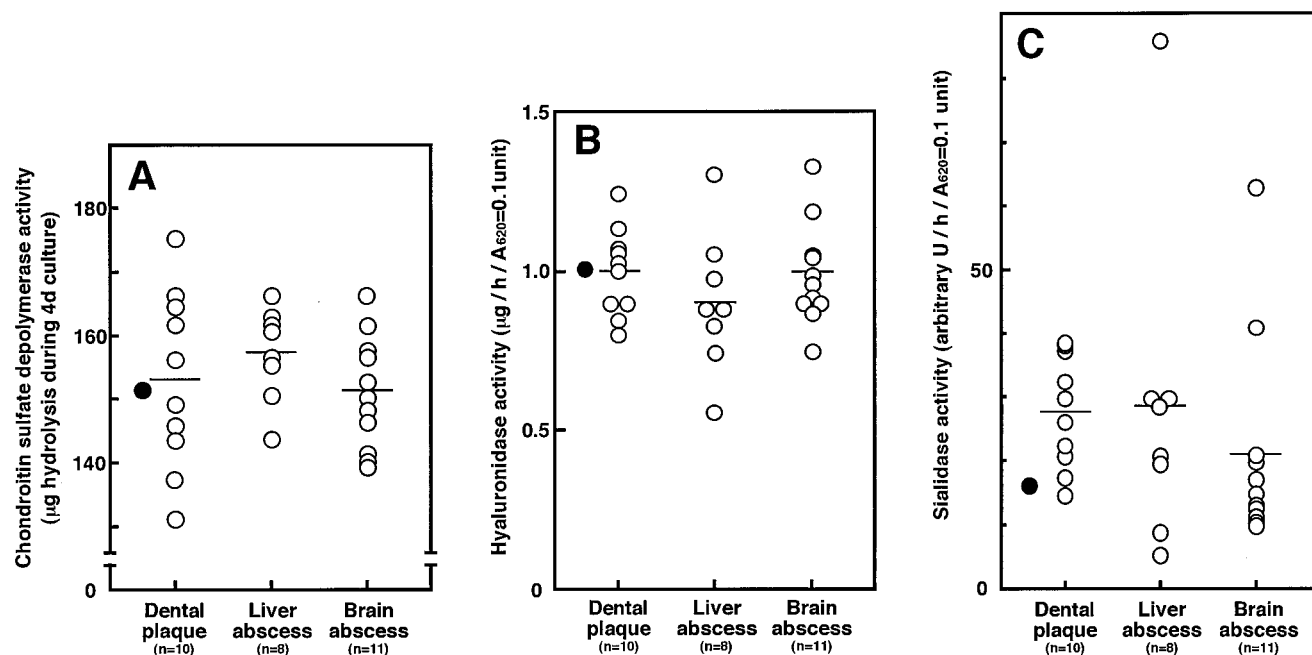 A
Chondroitin sulfate depolymerase activity
(μg hydrolysis during 4d culture)
180
160
140
0
Dental plaque (n=10)
Liver abscess (n=8)
Brain abscess (n=11)
B
Hyaluronidase activity (μg / h / A620=0.1unit)
1.5
1.0
0.5
0
Dental plaque (n=10)
Liver abscess (n=8)
Brain abscess (n=11)
C
Sialidase activity (arbitrary U / h / A620=0.1 unit)
50
0
Dental plaque (n=10)
Liver abscess (n=8)
Brain abscess (n=11)